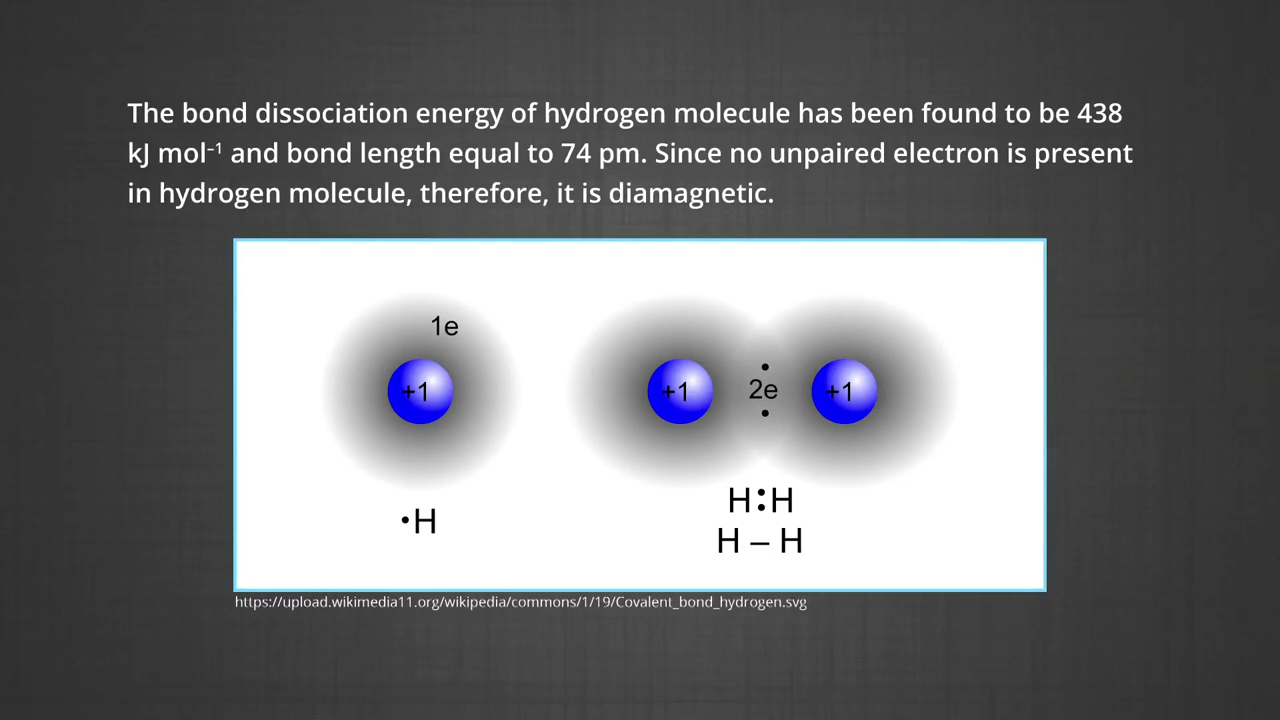 The bond dissociation energy of hydrogen molecule has been found to be 438
kJ mol⁻¹ and bond length equal to 74 pm. Since no unpaired electron is present
in hydrogen molecule, therefore, it is diamagnetic.
1e
+1
+1
2e
+1
•H
H:H
H – H
https://upload.wikimedia11.org/wikipedia/commons/1/19/Covalent_bond_hydrogen.svg